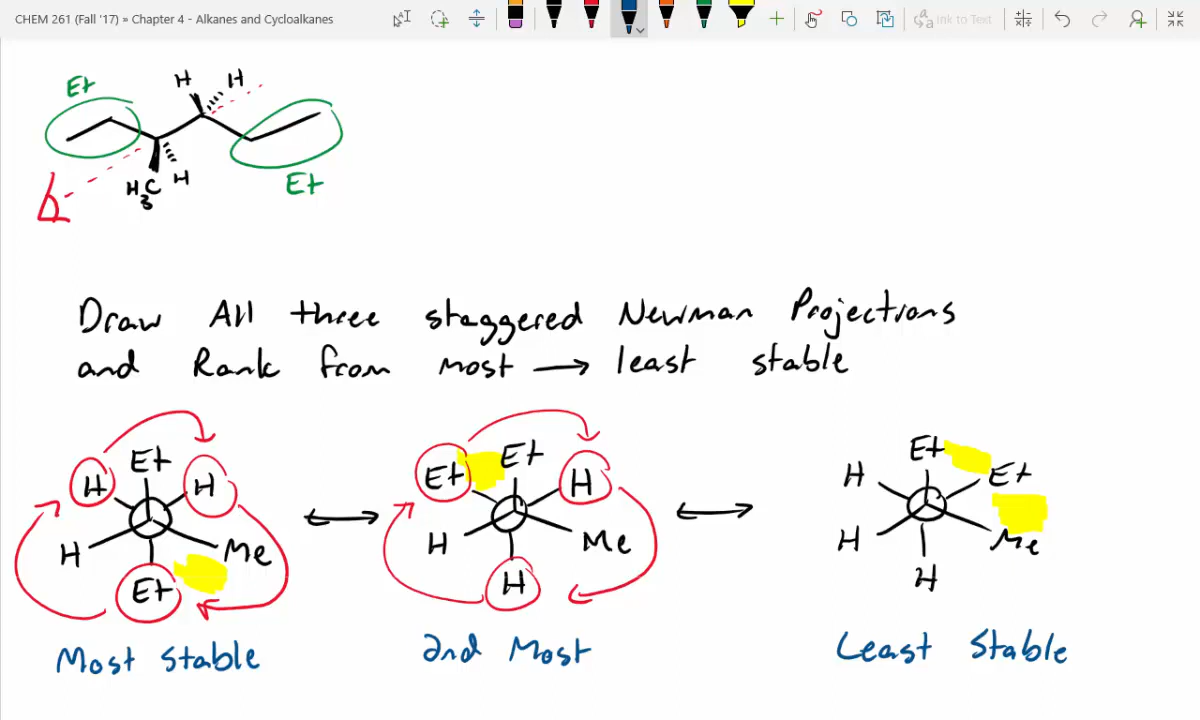 CHEM 261 (Fall '17) » Chapter 4 - Alkanes and Cycloalkanes
Ink to Text
Et
H H
H3C H
Et
Draw All three staggered Newman Projections
and Rank from most → least stable
Et Et Et
H H Et H H Et
H Me H Me H Me
Et H H
Most Stable 2nd Most Least Stable